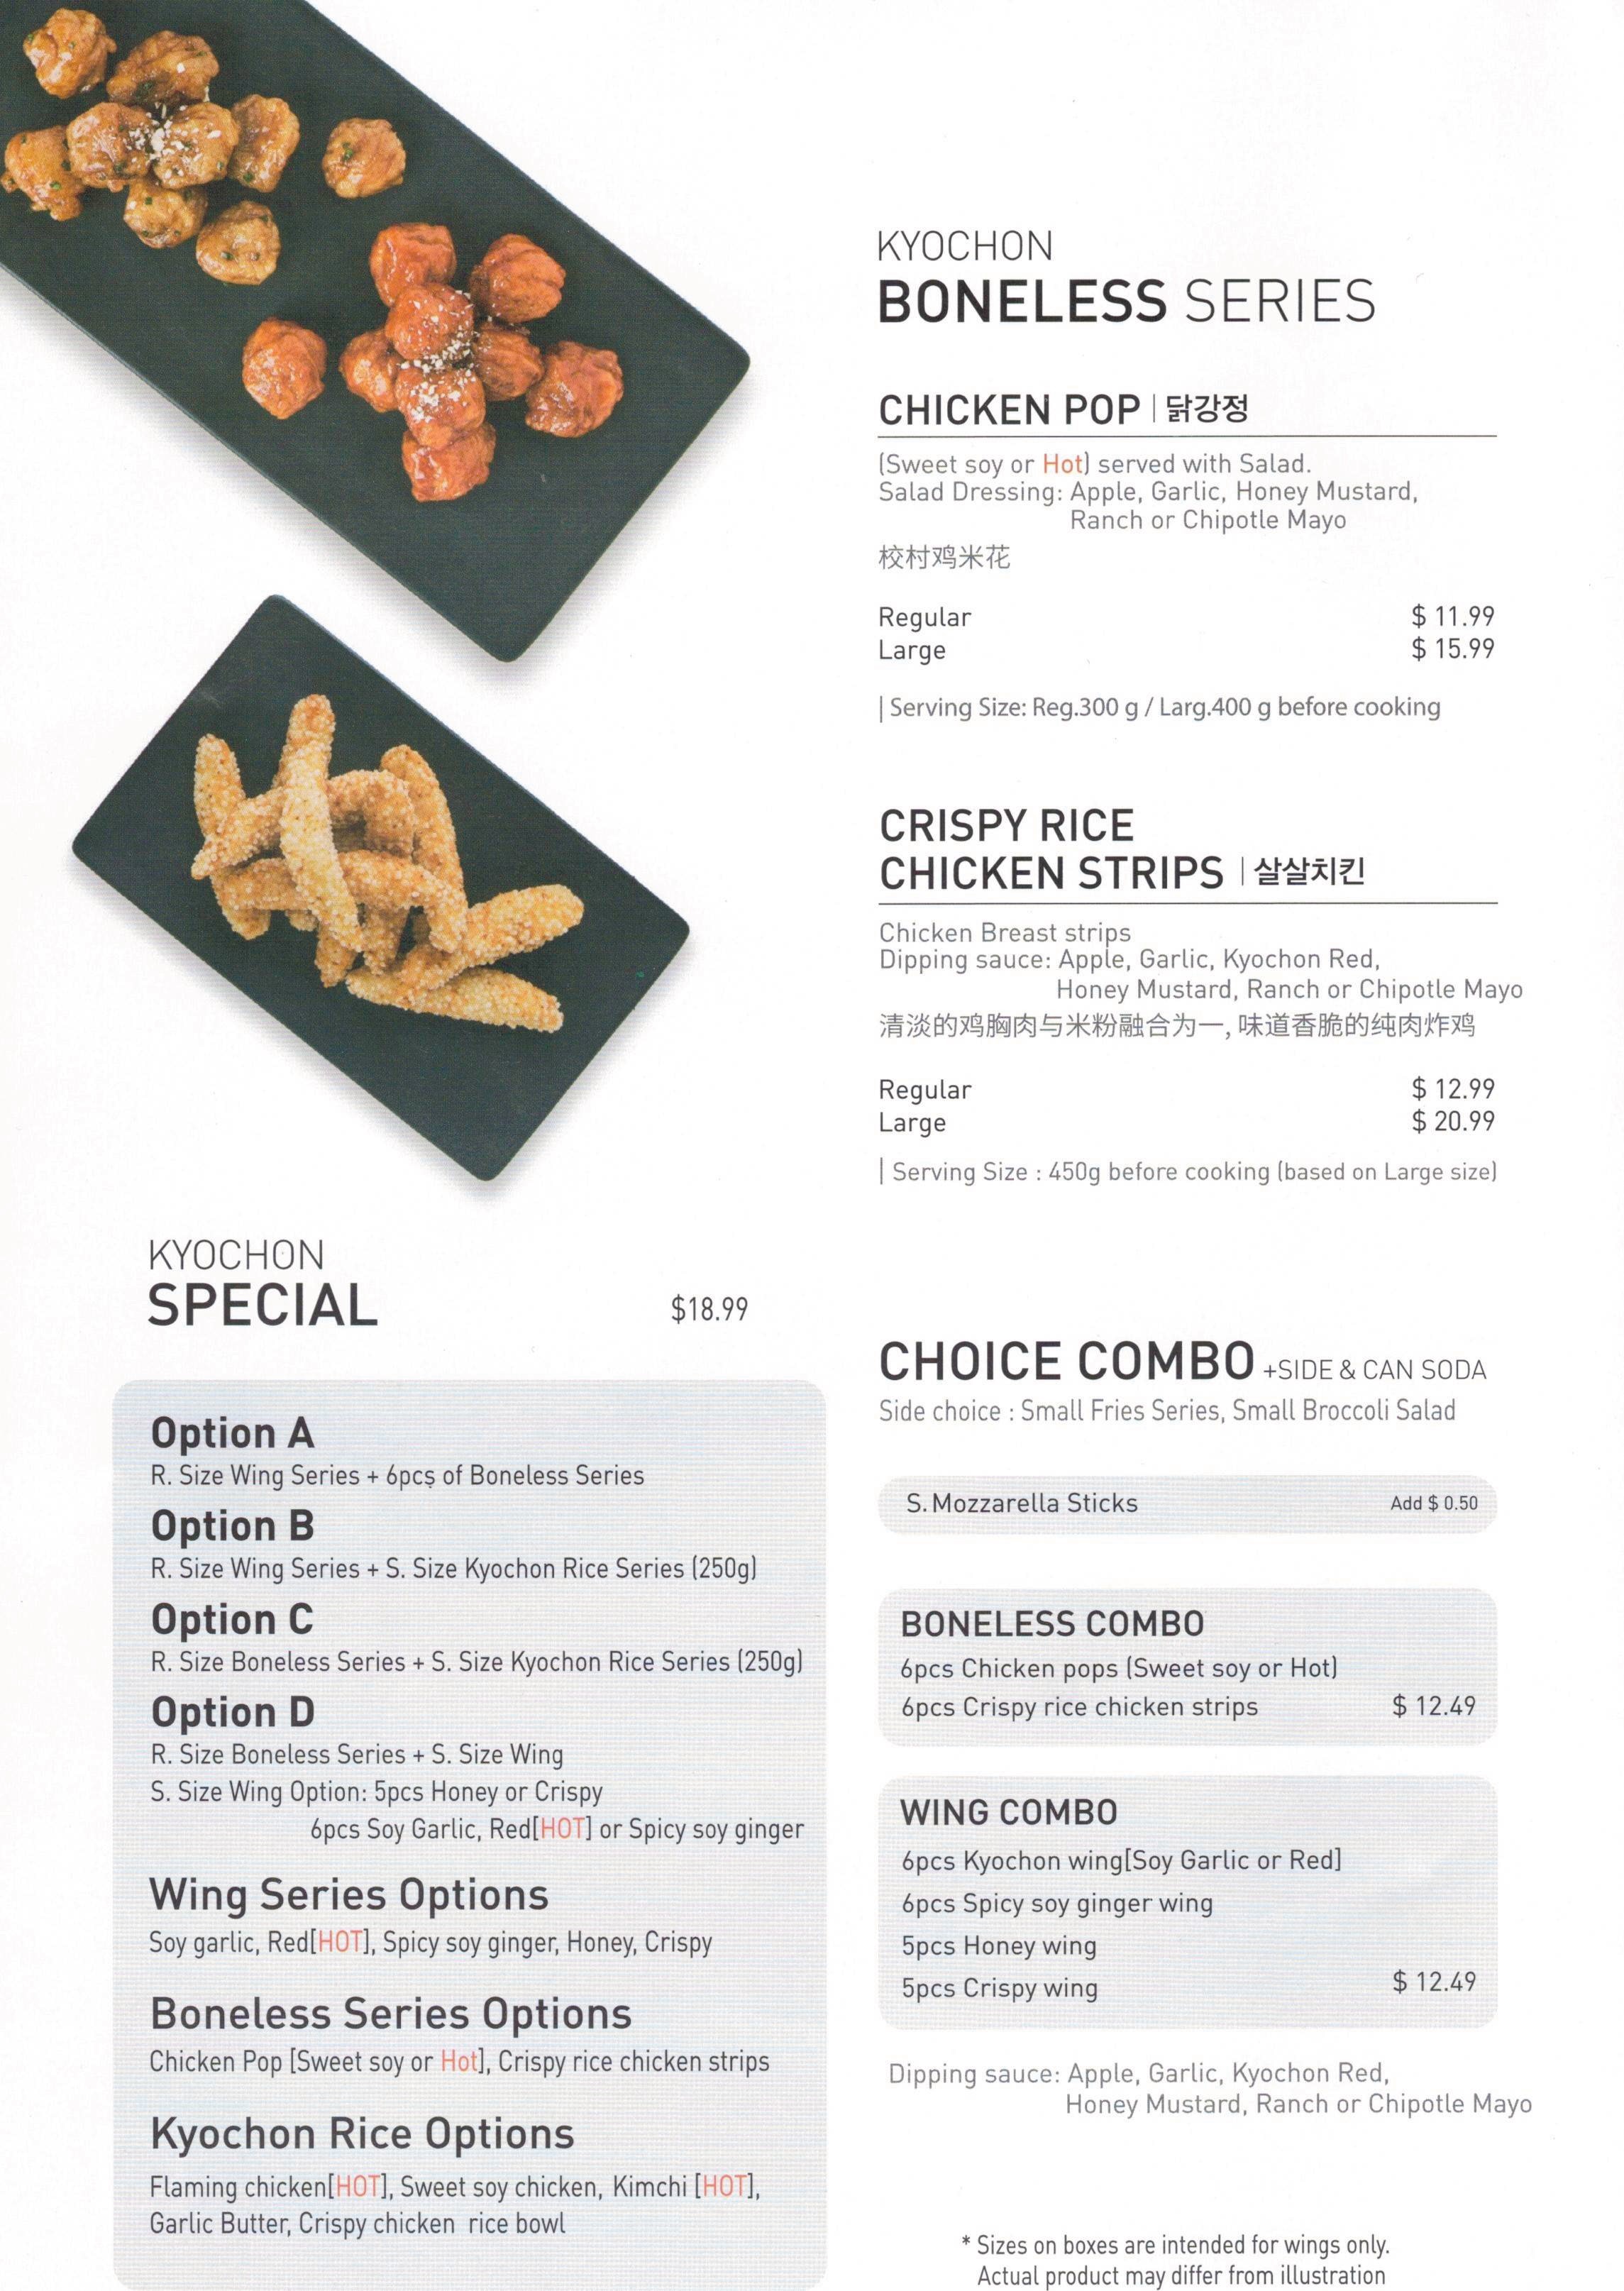 KYOCHON
BONELESS SERIES
CHICKEN POP | 닭강정
(Sweet soy or Hot) served with Salad.
Salad Dressing: Apple, Garlic, Honey Mustard,
Ranch or Chipotle Mayo
校村鸡米花
Regular $ 11.99
Large $ 15.99
| Serving Size: Reg.300 g / Larg.400 g before cooking
CRISPY RICE
CHICKEN STRIPS | 살살치킨
Chicken Breast strips
Dipping sauce: Apple, Garlic, Kyochon Red,
Honey Mustard, Ranch or Chipotle Mayo
清淡的鸡胸肉与米粉融合为一, 味道香脆的纯肉炸鸡
Regular $ 12.99
Large $ 20.99
| Serving Size : 450g before cooking (based on Large size)
KYOCHON
SPECIAL $18.99
Option A
R. Size Wing Series + 6pcs of Boneless Series
Option B
R. Size Wing Series + S. Size Kyochon Rice Series (250g)
Option C
R. Size Boneless Series + S. Size Kyochon Rice Series (250g)
Option D
R. Size Boneless Series + S. Size Wing
S. Size Wing Option: 5pcs Honey or Crispy
6pcs Soy Garlic, Red[HOT] or Spicy soy ginger
Wing Series Options
Soy garlic, Red[HOT], Spicy soy ginger, Honey, Crispy
Boneless Series Options
Chicken Pop [Sweet soy or Hot], Crispy rice chicken strips
Kyochon Rice Options
Flaming chicken[HOT], Sweet soy chicken, Kimchi [HOT],
Garlic Butter, Crispy chicken rice bowl
CHOICE COMBO +SIDE & CAN SODA
Side choice : Small Fries Series, Small Broccoli Salad
S. Mozzarella Sticks Add $ 0.50
BONELESS COMBO
6pcs Chicken pops (Sweet soy or Hot)
6pcs Crispy rice chicken strips $ 12.49
WING COMBO
6pcs Kyochon wing[Soy Garlic or Red]
6pcs Spicy soy ginger wing
5pcs Honey wing
5pcs Crispy wing $ 12.49
Dipping sauce: Apple, Garlic, Kyochon Red,
Honey Mustard, Ranch or Chipotle Mayo
* Sizes on boxes are intended for wings only.
Actual product may differ from illustration